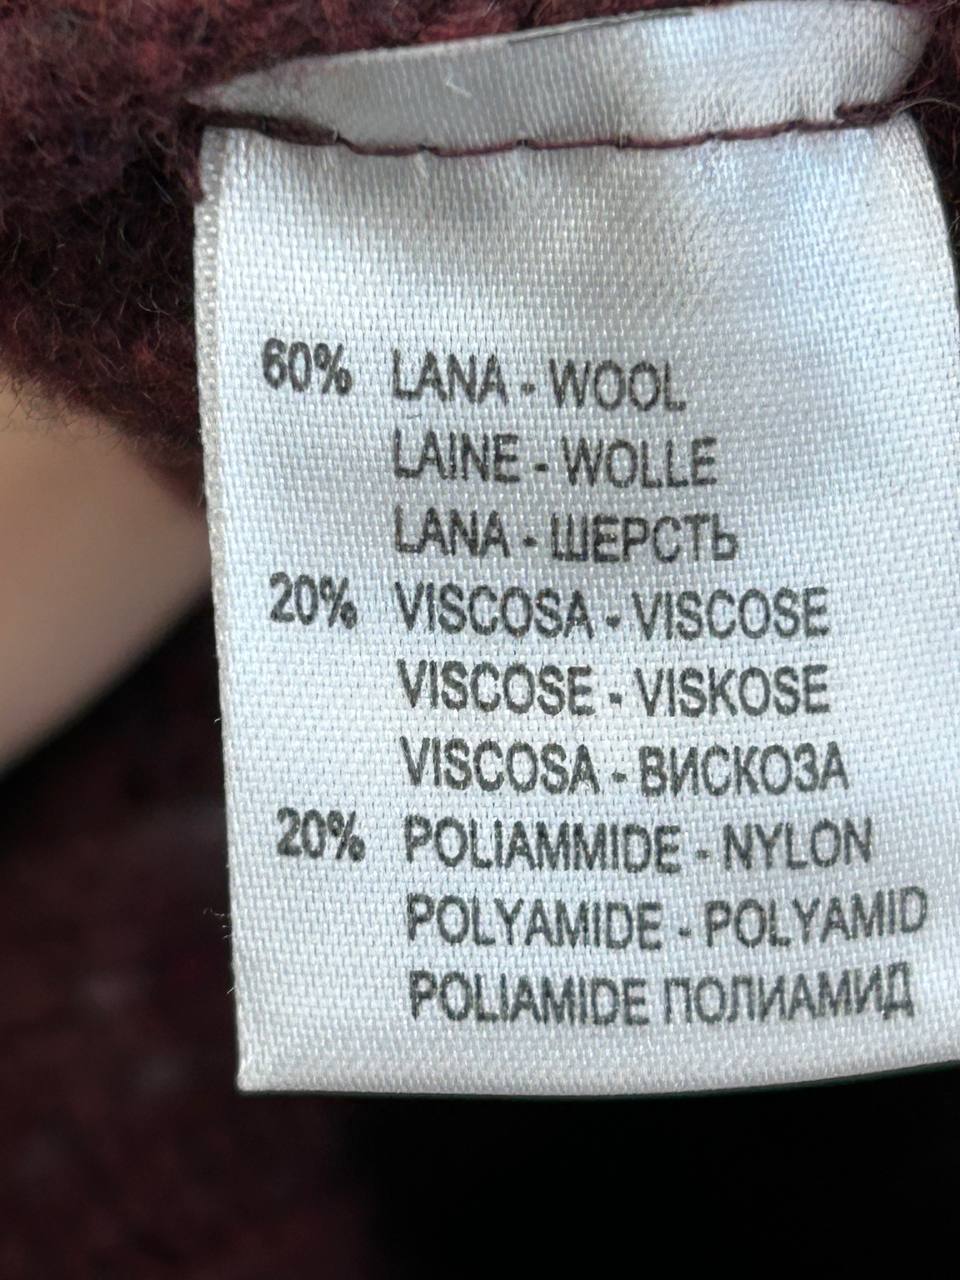 60% LANA - WOOL
LAINE - WOLLE
LANA - ШЕРСТЬ
20% VISCOSA - VISCOSE
VISCOSE - VISKOSE
VISCOSA - ВИСКОЗА
20% POLIAMMIDE - NYLON
POLYAMIDE - POLYAMID
POLIAMIDE ПОЛИАМИД